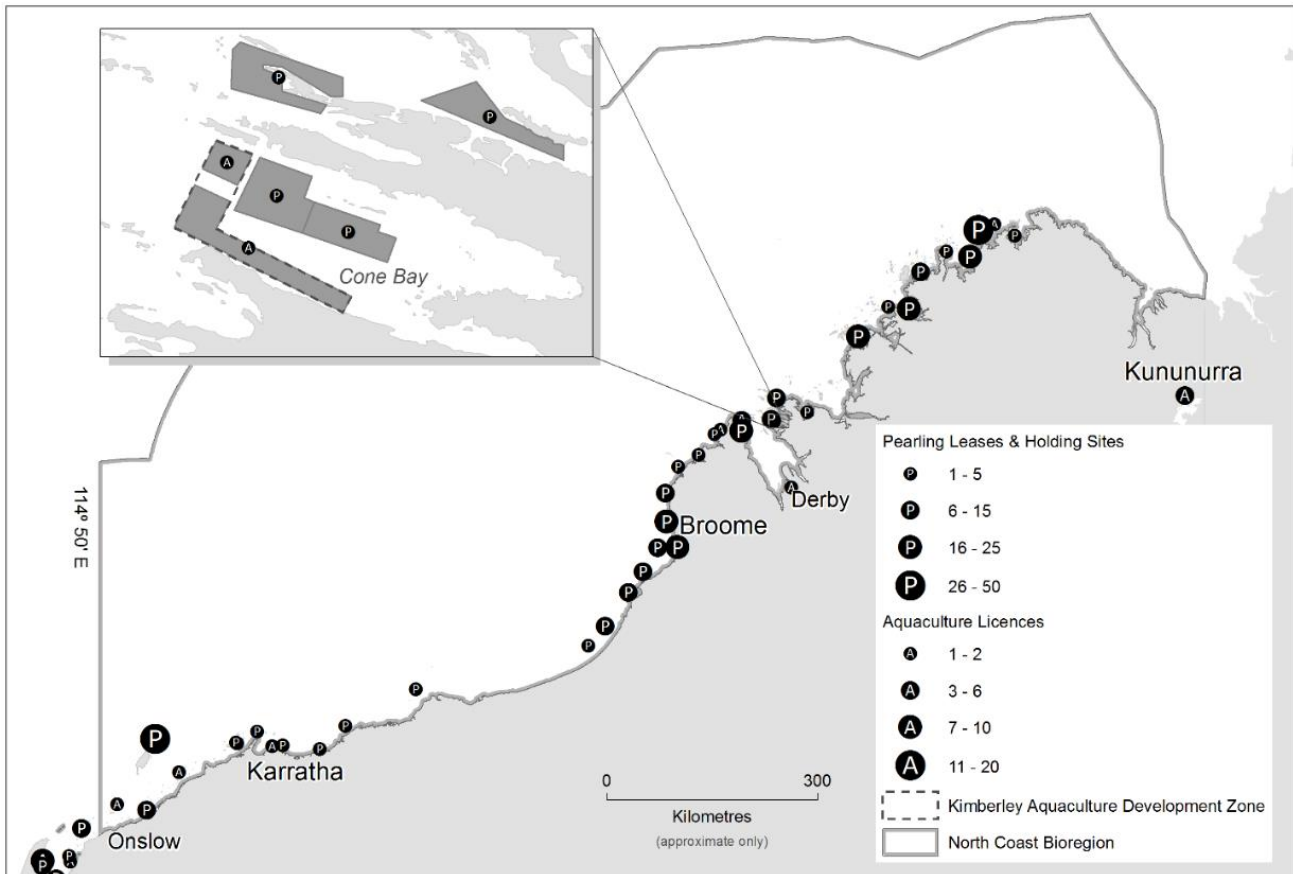 P
P
A
P
P
A
Cone Bay
P
A
P
P
P
P
P
P
P
P
Kununurra
A
P
P
P
A
P
A
P
P
P
A
Derby
P
P
Broome
P
P
P
P
P
P
114° 50' E
P
P
P
P
P
A
P
P
Karratha
A
A
P
Onslow
P
P
P
0
300
Kilometres
(approximate only)
Pearling Leases & Holding Sites
P 1 - 5
P 6 - 15
P 16 - 25
P 26 - 50
Aquaculture Licences
A 1 - 2
A 3 - 6
A 7 - 10
A 11 - 20
Kimberley Aquaculture Development Zone
North Coast Bioregion